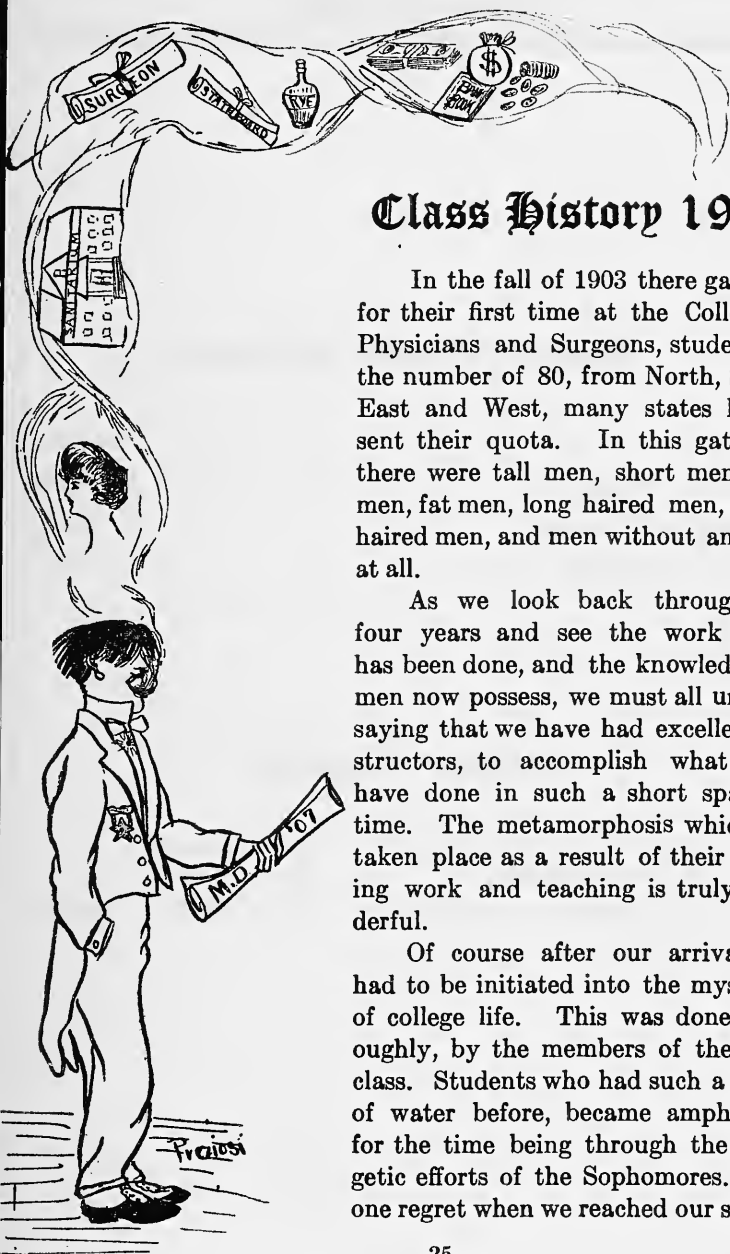 SURGEON
STATE BOARD
RYE
$
BANK
BOOK
SANITARIUM
Class History 19
In the fall of 1903 there ga
for their first time at the Coll
Physicians and Surgeons, stude
the number of 80, from North,
East and West, many states
sent their quota. In this gat
there were tall men, short men
men, fat men, long haired men,
haired men, and men without an
at all.
As we look back throug
four years and see the work
has been done, and the knowled
men now possess, we must all un
saying that we have had excelle
structors, to accomplish what
have done in such a short spa
time. The metamorphosis whic
taken place as a result of their
ing work and teaching is truly
derful.
Of course after our arriva
had to be initiated into the mys
of college life. This was done
oughly, by the members of the
class. Students who had such a
of water before, became amph
for the time being through the
getic efforts of the Sophomores.
one regret when we reached our s
M.D. '07
Preziosi
25